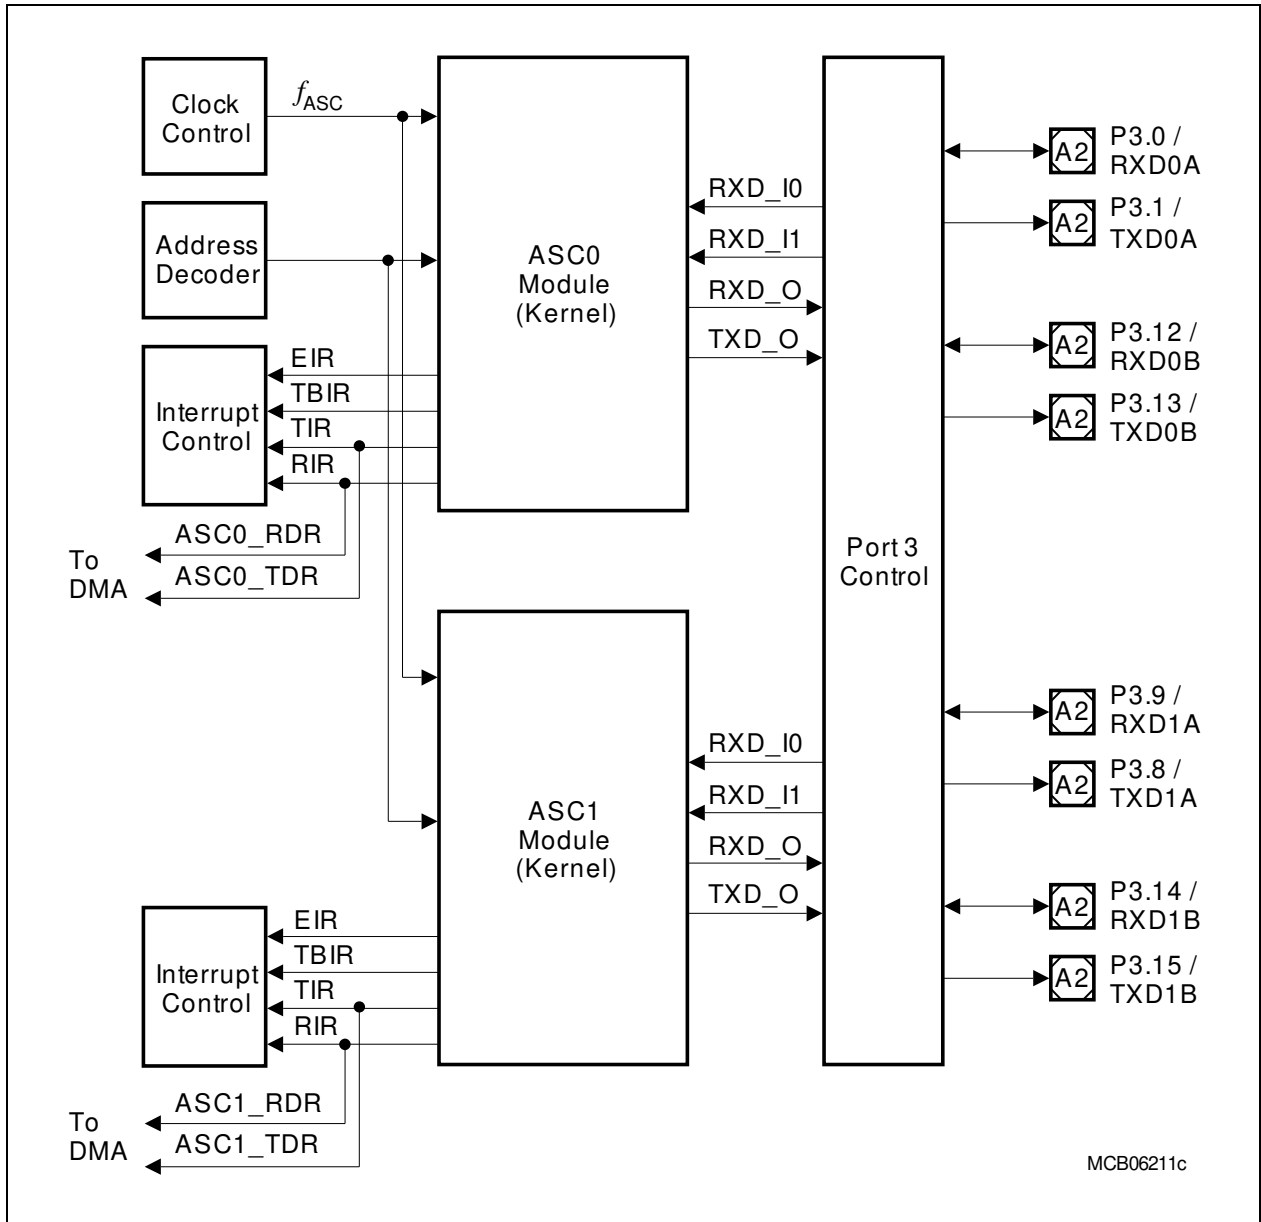 Clock
Control
fASC
Address
Decoder
Interrupt
Control
EIR
TBIR
TIR
RIR
To
DMA
ASC0_RDR
ASC0_TDR
ASC0
Module
(Kernel)
RXD_I0
RXD_I1
RXD_O
TXD_O
Port 3
Control
A2
P3.0 /
RXD0A
A2
P3.1 /
TXD0A
A2
P3.12 /
RXD0B
A2
P3.13 /
TXD0B
ASC1
Module
(Kernel)
RXD_I0
RXD_I1
RXD_O
TXD_O
A2
P3.9 /
RXD1A
A2
P3.8 /
TXD1A
A2
P3.14 /
RXD1B
A2
P3.15 /
TXD1B
Interrupt
Control
EIR
TBIR
TIR
RIR
To
DMA
ASC1_RDR
ASC1_TDR
MCB06211c